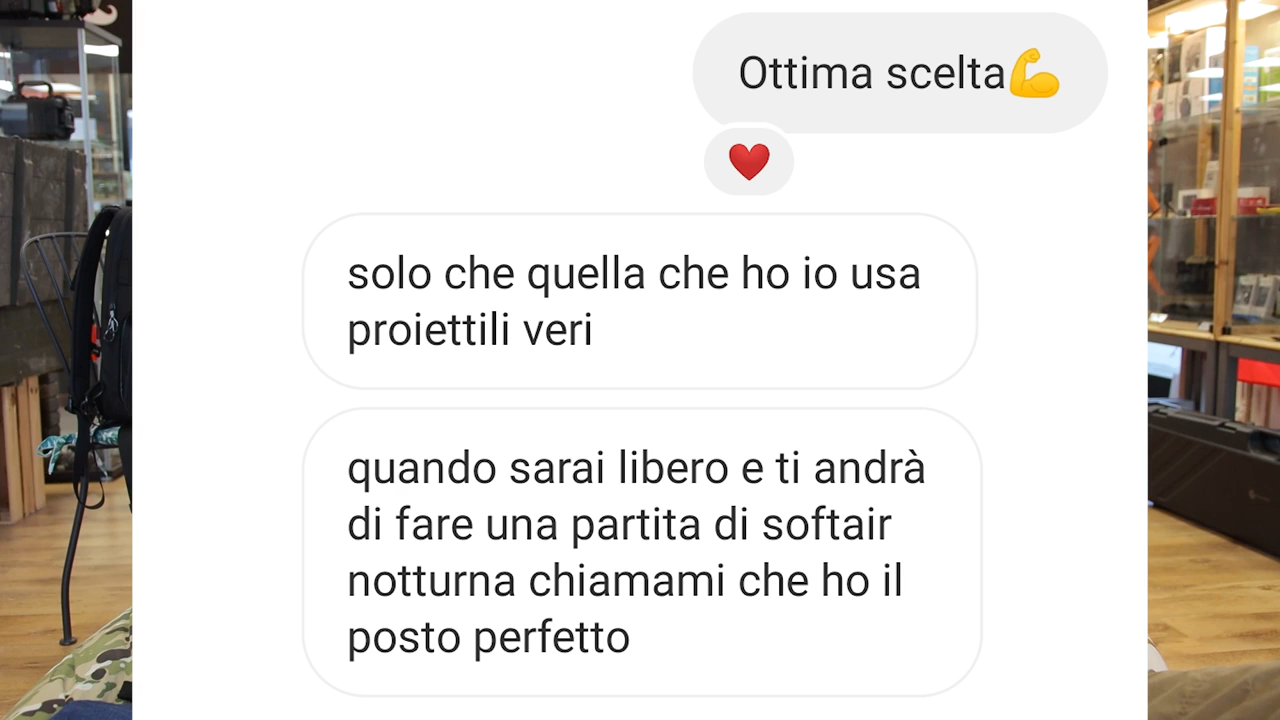 Ottima scelta💪
❤️
solo che quella che ho io usa
proiettili veri
quando sarai libero e ti andrà
di fare una partita di softair
notturna chiamami che ho il
posto perfetto